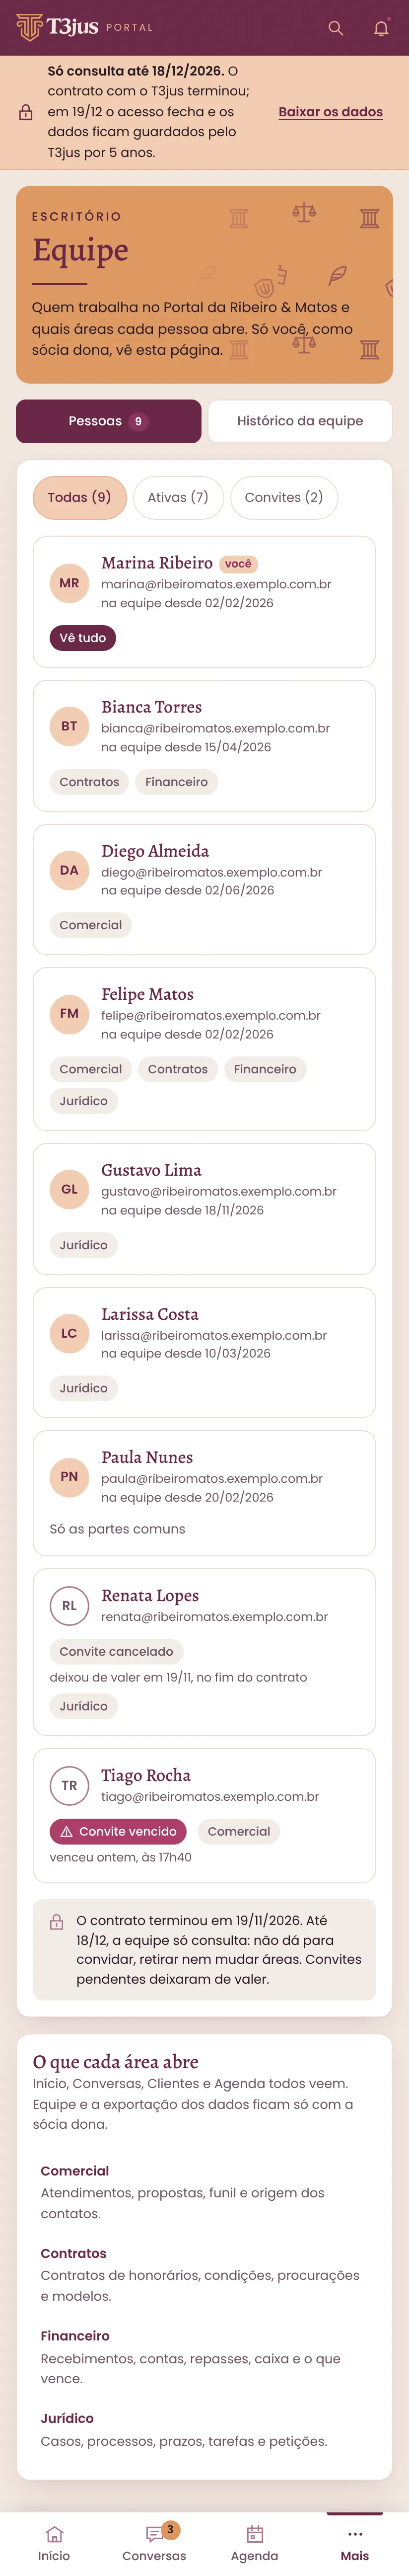 T3jus PORTAL
Só consulta até 18/12/2026. O
contrato com o T3jus terminou;
em 19/12 o acesso fecha e os
dados ficam guardados pelo
T3jus por 5 anos.
Baixar os dados
ESCRITÓRIO
Equipe
Quem trabalha no Portal da Ribeiro & Matos e
quais áreas cada pessoa abre. Só você, como
sócia dona, vê esta página.
Pessoas 9
Histórico da equipe
Todas (9)
Ativas (7)
Convites (2)
MR
Marina Ribeiro você
marina@ribeiromatos.exemplo.com.br
na equipe desde 02/02/2026
Vê tudo
BT
Bianca Torres
bianca@ribeiromatos.exemplo.com.br
na equipe desde 15/04/2026
Contratos
Financeiro
DA
Diego Almeida
diego@ribeiromatos.exemplo.com.br
na equipe desde 02/06/2026
Comercial
FM
Felipe Matos
felipe@ribeiromatos.exemplo.com.br
na equipe desde 02/02/2026
Comercial
Contratos
Financeiro
Jurídico
GL
Gustavo Lima
gustavo@ribeiromatos.exemplo.com.br
na equipe desde 18/11/2026
Jurídico
LC
Larissa Costa
larissa@ribeiromatos.exemplo.com.br
na equipe desde 10/03/2026
Jurídico
PN
Paula Nunes
paula@ribeiromatos.exemplo.com.br
na equipe desde 20/02/2026
Só as partes comuns
RL
Renata Lopes
renata@ribeiromatos.exemplo.com.br
Convite cancelado
deixou de valer em 19/11, no fim do contrato
Jurídico
TR
Tiago Rocha
tiago@ribeiromatos.exemplo.com.br
Convite vencido
Comercial
venceu ontem, às 17h40
O contrato terminou em 19/11/2026. Até
18/12, a equipe só consulta: não dá para
convidar, retirar nem mudar áreas. Convites
pendentes deixaram de valer.
O que cada área abre
Início, Conversas, Clientes e Agenda todos veem.
Equipe e a exportação dos dados ficam só com a
sócia dona.
Comercial
Atendimentos, propostas, funil e origem dos
contatos.
Contratos
Contratos de honorários, condições, procurações
e modelos.
Financeiro
Recebimentos, contas, repasses, caixa e o que
vence.
Jurídico
Casos, processos, prazos, tarefas e petições.
Início
3
Conversas
Agenda
Mais